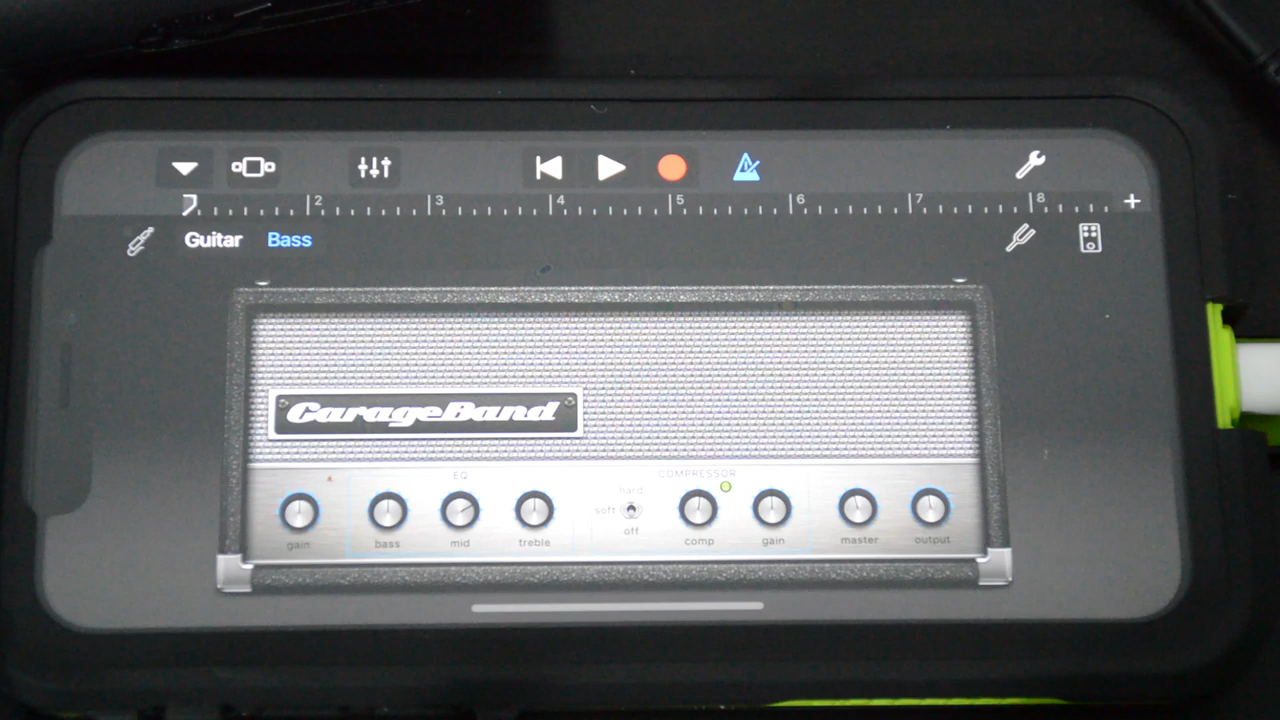 2 3 4 5 6 7 8 +
Guitar Bass
GarageBand
EQ COMPRESSOR
hard
soft
off
gain bass mid treble comp gain master output